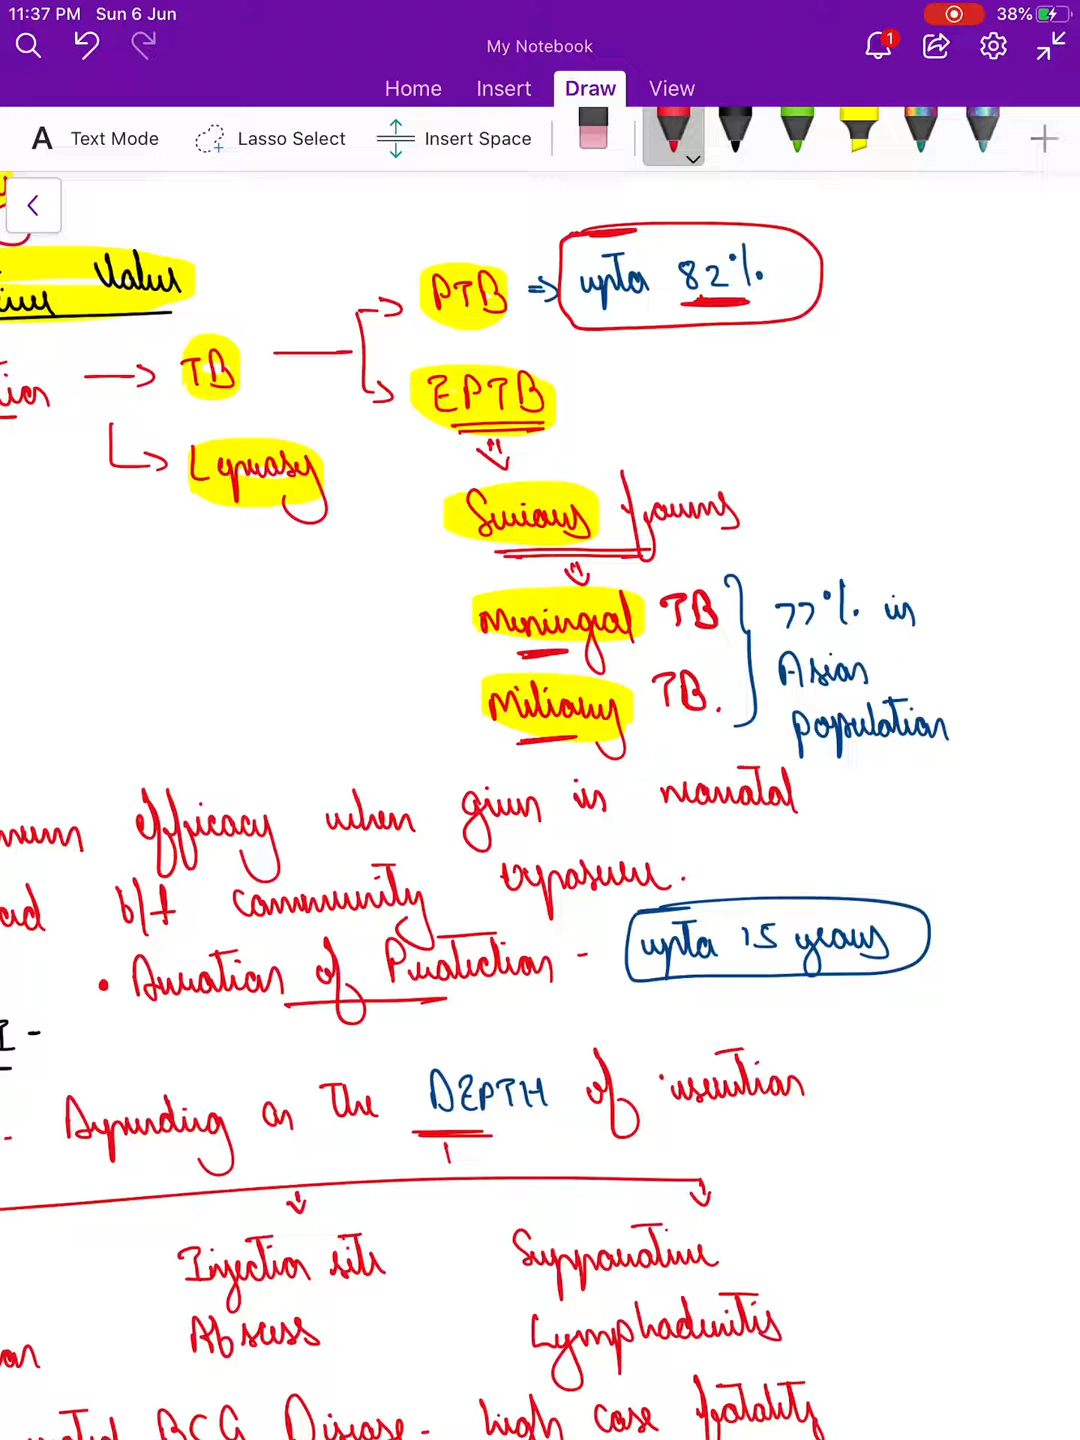 11:37 PM Sun 6 Jun
38%
My Notebook
1
Home Insert Draw View
A Text Mode Lasso Select Insert Space
Value
PTB ⇒ upto 82%
→ TB
EPTB
→ Leprosy
Serious forms
Meningial TB
Miliary TB.
77% in
Asian
population
efficacy when given in neonatal
b/f community exposure.
• Duration of Protection - upto 15 years
I -
- Depending on the DEPTH of insertion
Injection site
Abscess
Suppurative
Lymphadenitis
BCG Disease - high case fatality